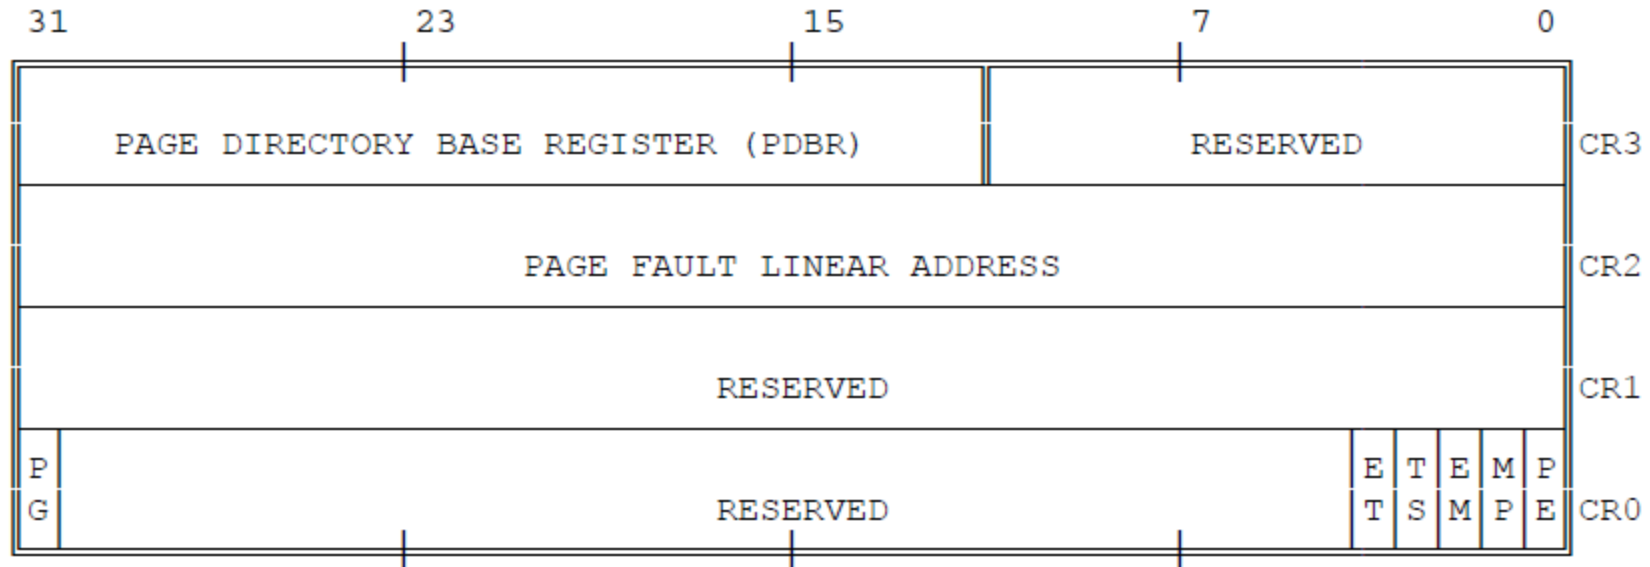 31 23 15 7 0
PAGE DIRECTORY BASE REGISTER (PDBR) RESERVED CR3
PAGE FAULT LINEAR ADDRESS CR2
RESERVED CR1
P E T E M P
G RESERVED T S M P E CR0